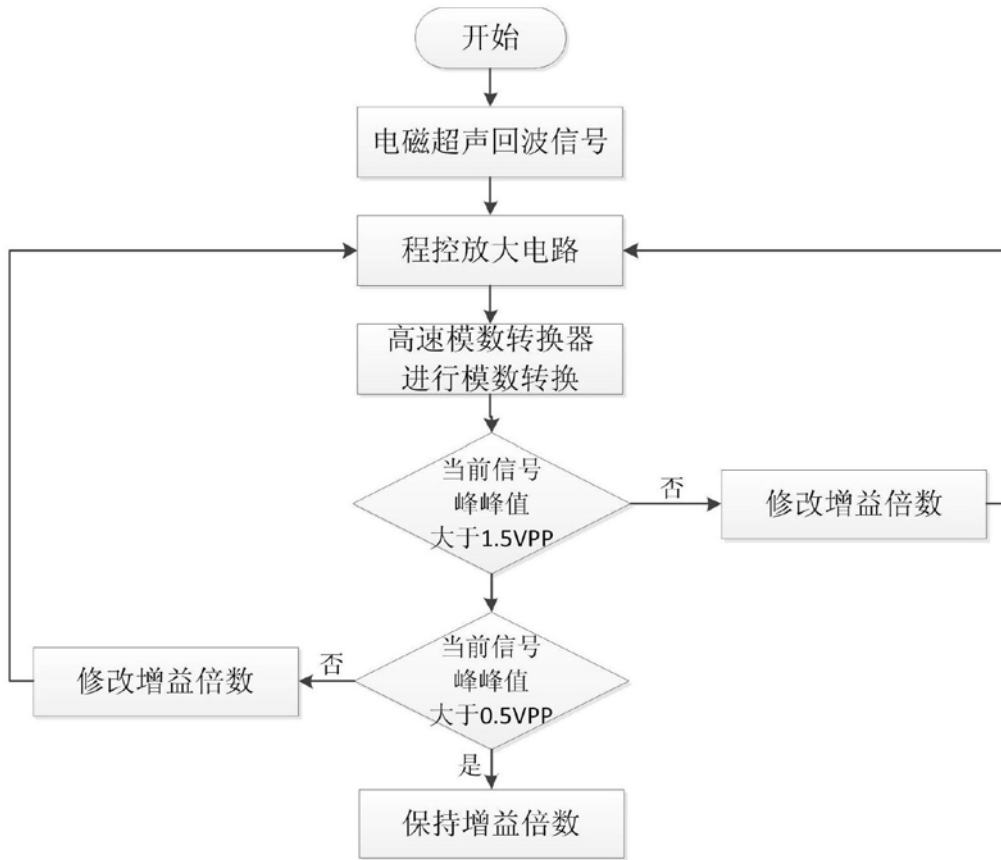 开始
电磁超声回波信号
程控放大电路
高速模数转换器
进行模数转换
当前信号
峰峰值
大于1.5VPP
否
修改增益倍数
当前信号
峰峰值
大于0.5VPP
否
修改增益倍数
是
保持增益倍数